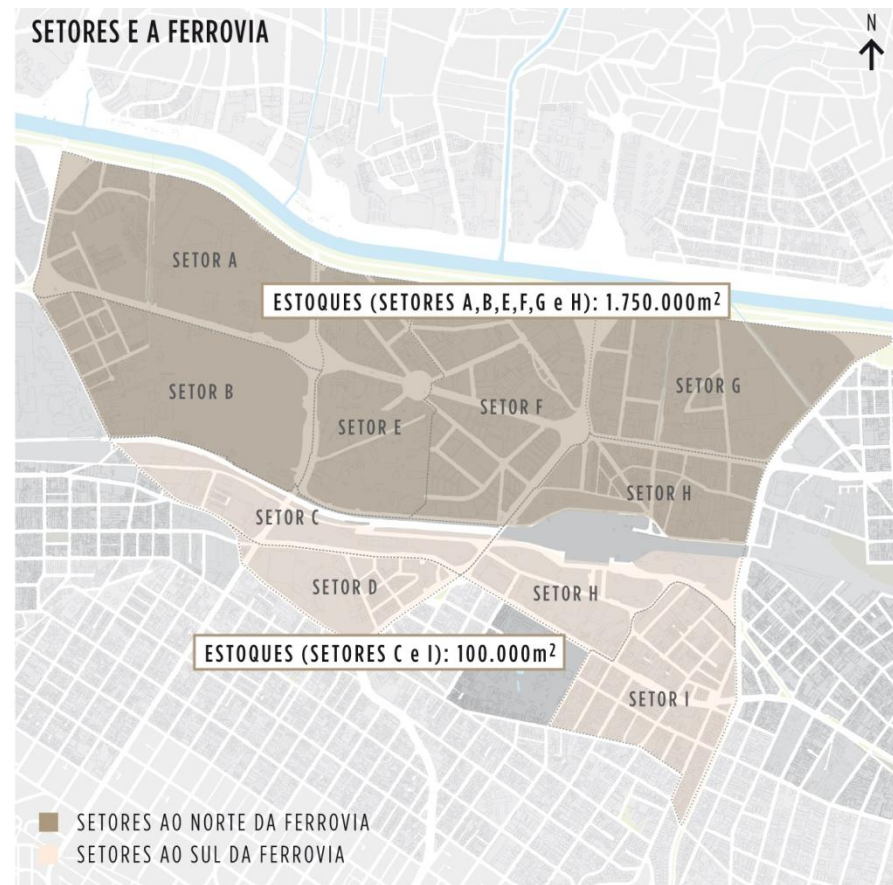 SETORES E A FERROVIA
N
SETOR A
ESTOQUES (SETORES A,B,E,F,G e H): 1.750.000m²
SETOR B
SETOR E
SETOR F
SETOR G
SETOR H
SETOR C
SETOR D
SETOR H
ESTOQUES (SETORES C e I): 100.000m²
SETOR I
SETORES AO NORTE DA FERROVIA
SETORES AO SUL DA FERROVIA